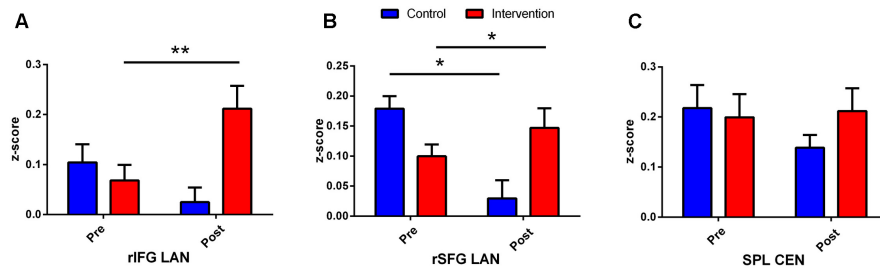 A
B
C
Control
Intervention
**
*
*
z-score
0.3
0.2
0.1
0.0
Pre
Post
rIFG LAN
z-score
0.25
0.20
0.15
0.10
0.05
0.00
Pre
Post
rSFG LAN
z-score
0.3
0.2
0.1
0.0
Pre
Post
SPL CEN